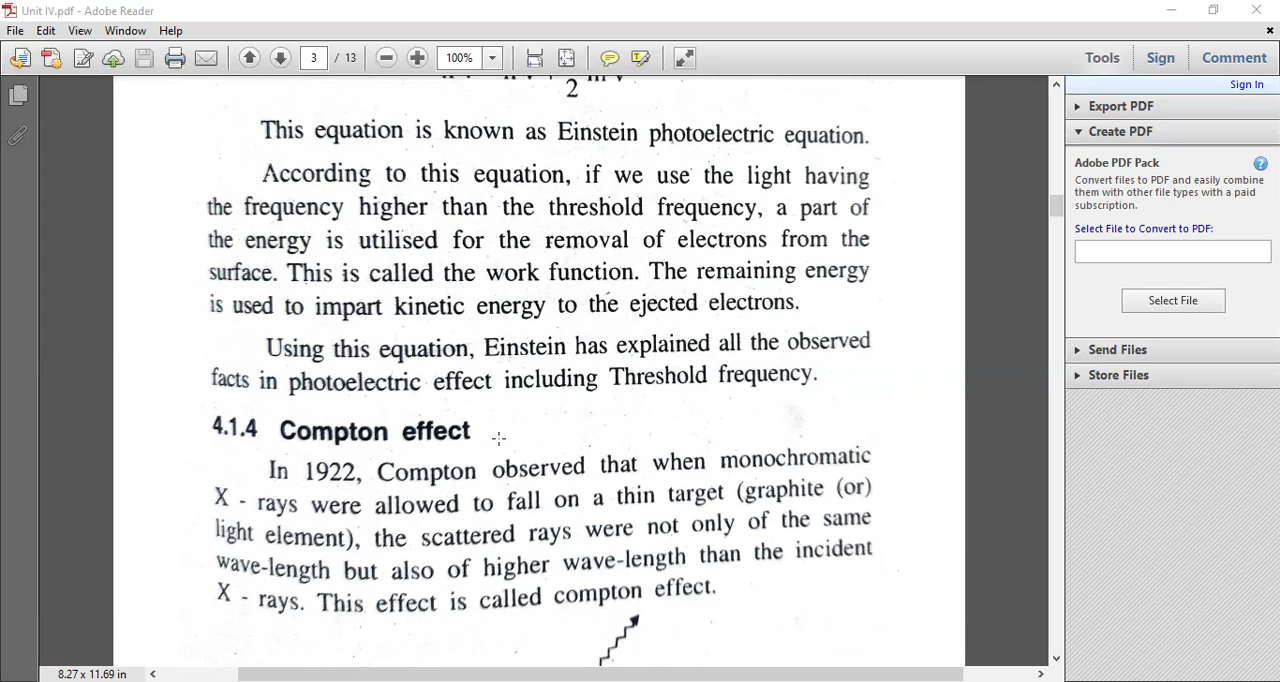 Unit IV.pdf - Adobe Reader
File Edit View Window Help
3 / 13 100% Tools Sign Comment
2
This equation is known as Einstein photoelectric equation.
According to this equation, if we use the light having
the frequency higher than the threshold frequency, a part of
the energy is utilised for the removal of electrons from the
surface. This is called the work function. The remaining energy
is used to impart kinetic energy to the ejected electrons.
Using this equation, Einstein has explained all the observed
facts in photoelectric effect including Threshold frequency.
4.1.4 Compton effect
In 1922, Compton observed that when monochromatic
X - rays were allowed to fall on a thin target (graphite (or)
light element), the scattered rays were not only of the same
wave-length but also of higher wave-length than the incident
X - rays. This effect is called compton effect.
8.27 x 11.69 in
Sign In
Export PDF
Create PDF
Adobe PDF Pack
Convert files to PDF and easily combine
them with other file types with a paid
subscription.
Select File to Convert to PDF:
Select File
Send Files
Store Files